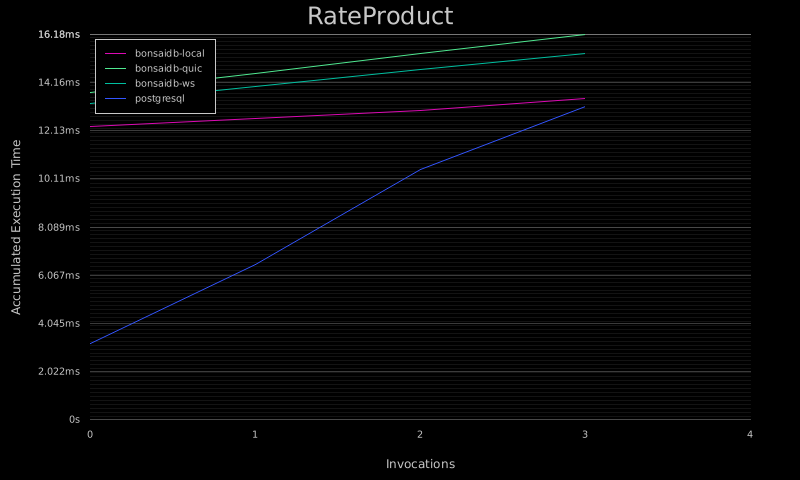 RateProduct
16.18ms
14.16ms
12.13ms
10.11ms
8.089ms
6.067ms
4.045ms
2.022ms
0s
bonsaidb-local
bonsaidb-quic
bonsaidb-ws
postgresql
Accumulated Execution Time
0 1 2 3 4
Invocations